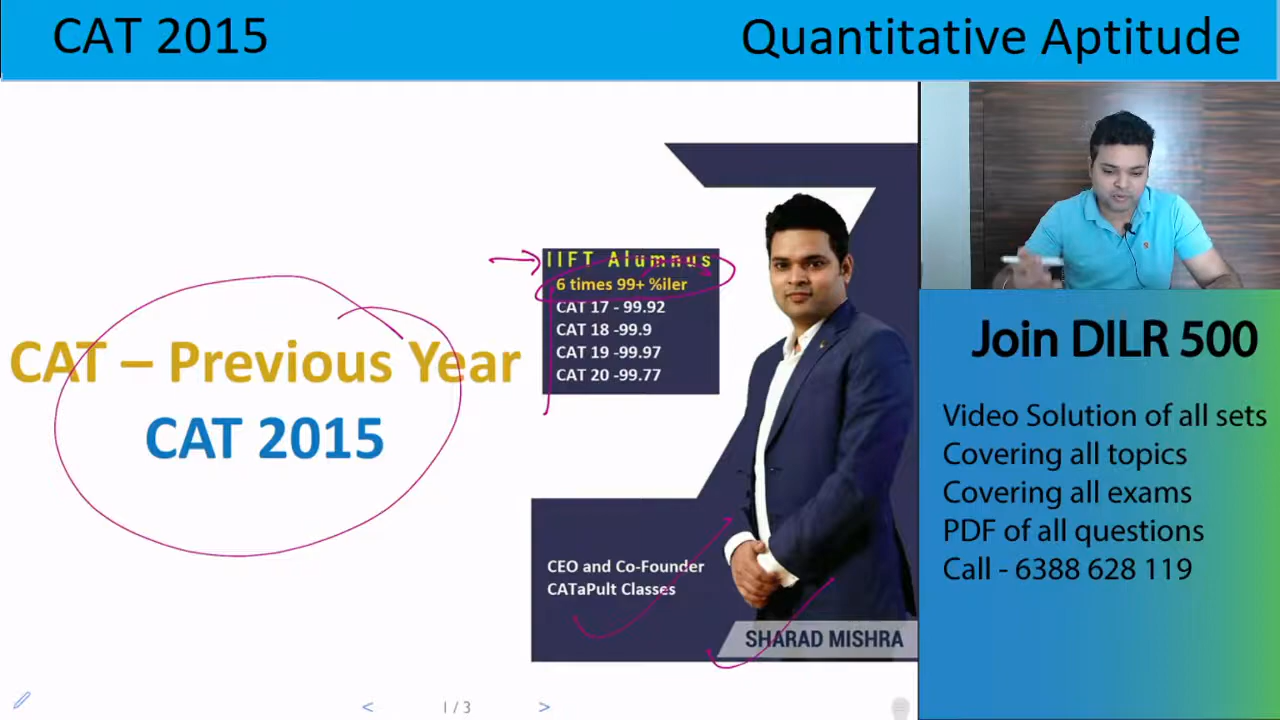 CAT 2015
Quantitative Aptitude
CAT – Previous Year
CAT 2015
IIFT Alumnus
6 times 99+ %iler
CAT 17 - 99.92
CAT 18 -99.9
CAT 19 -99.97
CAT 20 -99.77
CEO and Co-Founder
CATaPult Classes
SHARAD MISHRA
Join DILR 500
Video Solution of all sets
Covering all topics
Covering all exams
PDF of all questions
Call - 6388 628 119
< 1 / 3 >